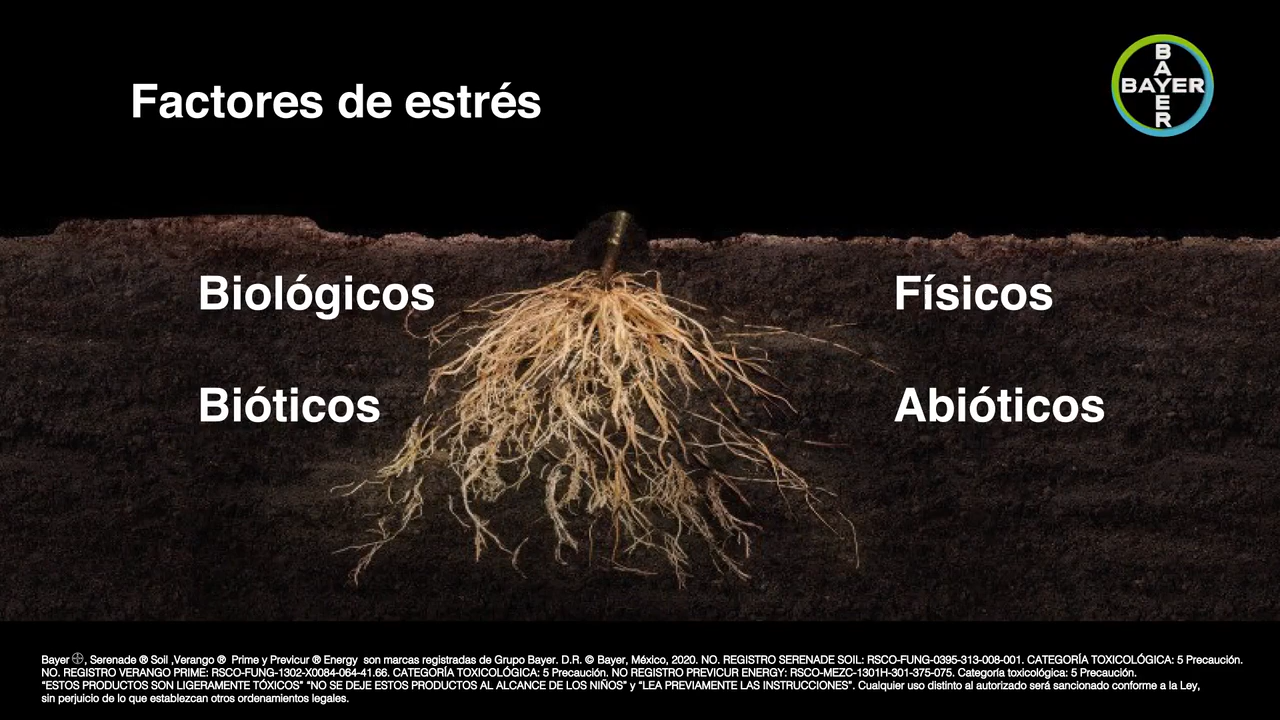 Factores de estrés
BAYER
BAYER
Biológicos
Físicos
Bióticos
Abióticos
Bayer , Serenade ® Soil ,Verango ® Prime y Previcur ® Energy son marcas registradas de Grupo Bayer. D.R. © Bayer, México, 2020. NO. REGISTRO SERENADE SOIL: RSCO-FUNG-0395-313-008-001. CATEGORÍA TOXICOLÓGICA: 5 Precaución.
NO. REGISTRO VERANGO PRIME: RSCO-FUNG-1302-X0084-064-41.66. CATEGORÍA TOXICOLÓGICA: 5 Precaución. NO REGISTRO PREVICUR ENERGY: RSCO-MEZC-1301H-301-375-075. Categoría toxicológica: 5 Precaución.
“ESTOS PRODUCTOS SON LIGERAMENTE TÓXICOS” “NO SE DEJE ESTOS PRODUCTOS AL ALCANCE DE LOS NIÑOS” y “LEA PREVIAMENTE LAS INSTRUCCIONES”. Cualquier uso distinto al autorizado será sancionado conforme a la Ley,
sin perjuicio de lo que establezcan otros ordenamientos legales.